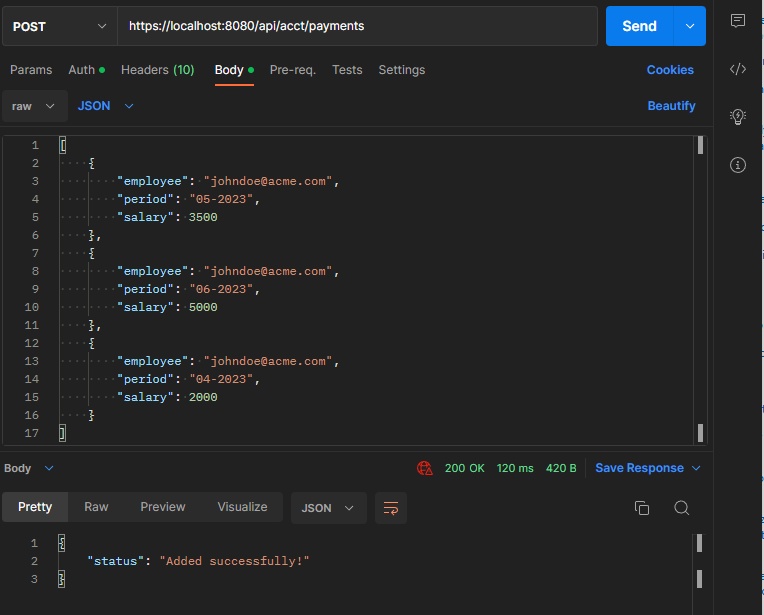 POST https://localhost:8080/api/acct/payments Send
Params Auth Headers (10) Body Pre-req. Tests Settings Cookies
raw JSON Beautify
1 [
2 {
3 "employee": "johndoe@acme.com",
4 "period": "05-2023",
5 "salary": 3500
6 },
7 {
8 "employee": "johndoe@acme.com",
9 "period": "06-2023",
10 "salary": 5000
11 },
12 {
13 "employee": "johndoe@acme.com",
14 "period": "04-2023",
15 "salary": 2000
16 }
17 ]
Body 200 OK 120 ms 420 B Save Response
Pretty Raw Preview Visualize JSON
1 {
2 "status": "Added successfully!"
3 }